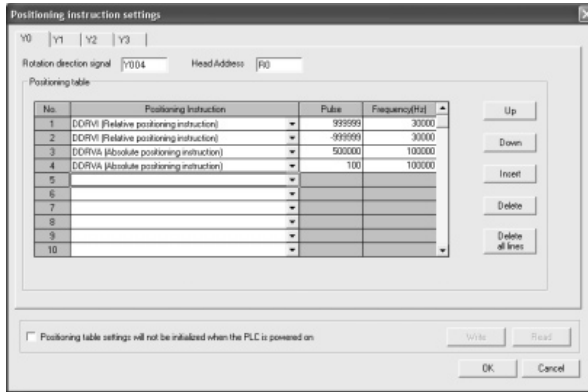 Positioning instruction settings
Y0 Y1 Y2 Y3
Rotation direction signal Y004 Head Address R0
Positioning table
No. Positioning Instruction Pulse Frequency(Hz)
1 DDRVI (Relative positioning instruction) 999999 30000
2 DDRVI (Relative positioning instruction) -999999 30000
3 DDRVA (Absolute positioning instruction) 500000 100000
4 DDRVA (Absolute positioning instruction) 100 100000
5
6
7
8
9
10
Up
Down
Insert
Delete
Delete
all lines
Positioning table settings will not be initialized when the PLC is powered on
Write Read
OK Cancel